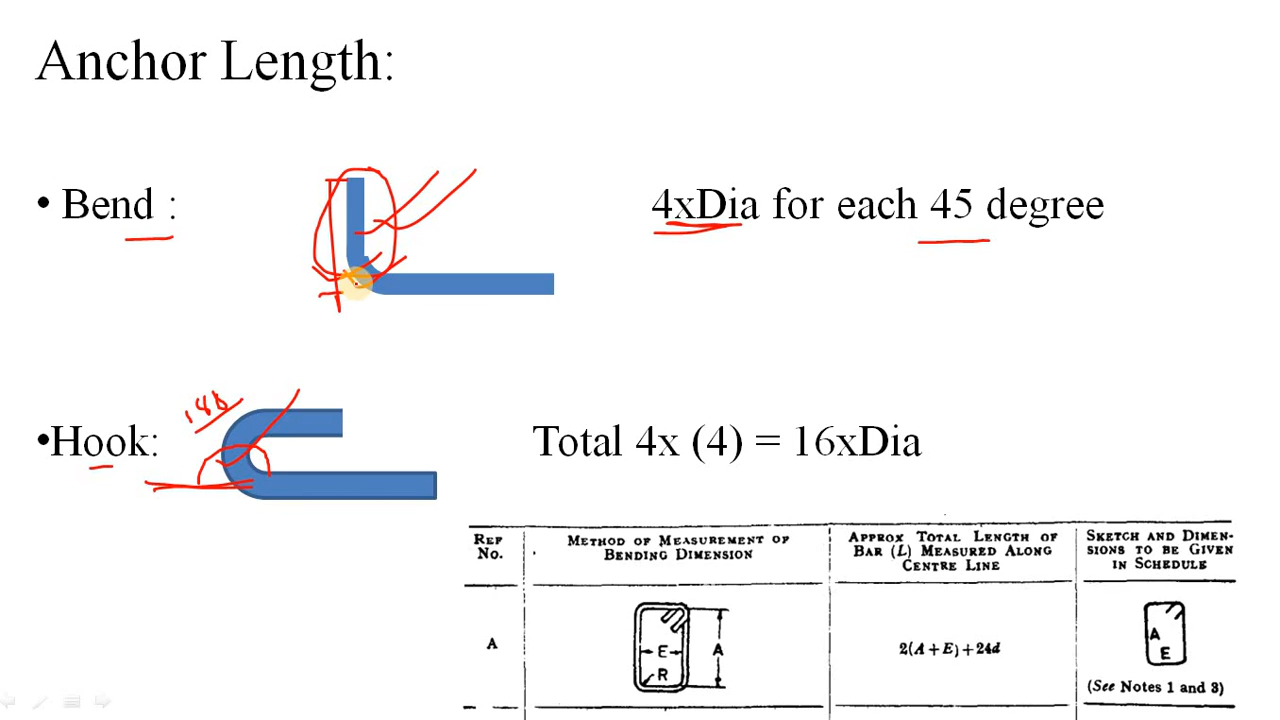 Anchor Length:
• Bend :
4xDia for each 45 degree
180
•Hook:
Total 4x (4) = 16xDia
REF NO.
METHOD OF MEASUREMENT OF BENDING DIMENSION
APPROX TOTAL LENGTH OF BAR (L) MEASURED ALONG CENTRE LINE
SKETCH AND DIMENSIONS TO BE GIVEN IN SCHEDULE
A
E
R
A
2(A+E)+24d
A
E
(See Notes 1 and 3)